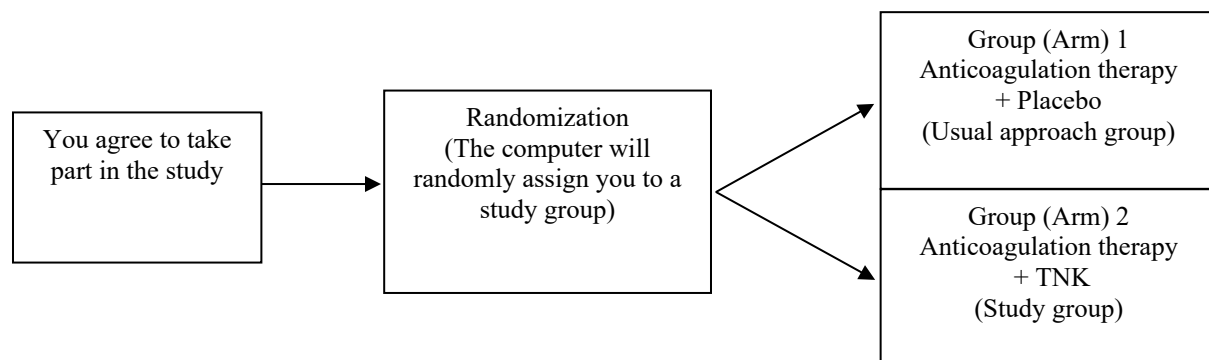 You agree to take
part in the study
Randomization
(The computer will
randomly assign you to a
study group)
Group (Arm) 1
Anticoagulation therapy
+ Placebo
(Usual approach group)
Group (Arm) 2
Anticoagulation therapy
+ TNK
(Study group)